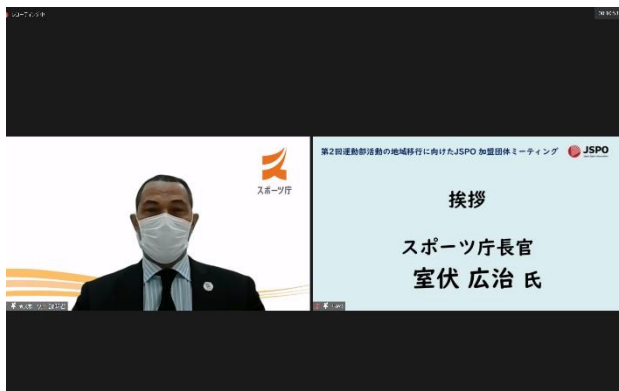 スポーツ庁
第2回運動部活動の地域移行に向けたJSPO 加盟団体ミーティング
JSPO
挨拶
スポーツ庁長官
室伏 広治 氏